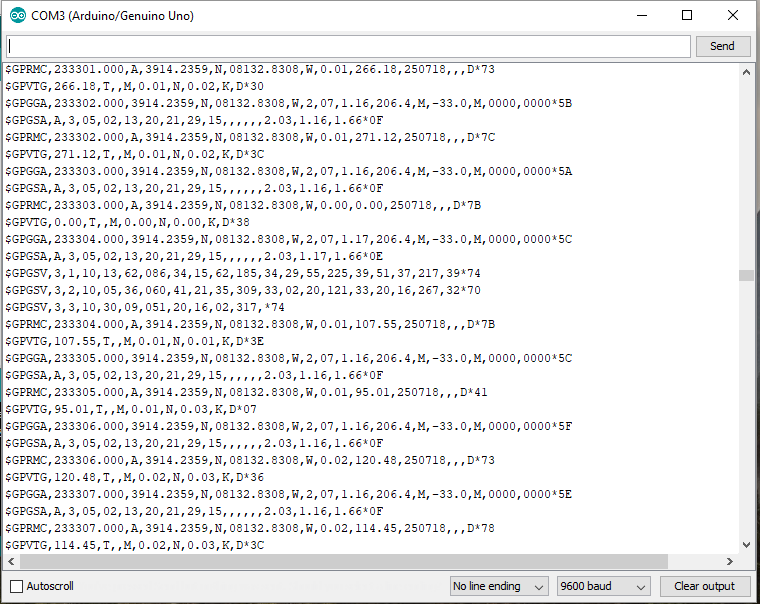 COM3 (Arduino/Genuino Uno)
Send
$GPRMC,233301.000,A,3914.2359,N,08132.8308,W,0.01,266.18,250718,,,D*73
$GPVTG,266.18,T,,M,0.01,N,0.02,K,D*30
$GPGGA,233302.000,3914.2359,N,08132.8308,W,2,07,1.16,206.4,M,-33.0,M,0000,0000*5B
$GPGSA,A,3,05,02,13,20,21,29,15,,,,,,2.03,1.16,1.66*0F
$GPRMC,233302.000,A,3914.2359,N,08132.8308,W,0.01,271.12,250718,,,D*7C
$GPVTG,271.12,T,,M,0.01,N,0.02,K,D*3C
$GPGGA,233303.000,3914.2359,N,08132.8308,W,2,07,1.16,206.4,M,-33.0,M,0000,0000*5A
$GPGSA,A,3,05,02,13,20,21,29,15,,,,,,2.03,1.16,1.66*0F
$GPRMC,233303.000,A,3914.2359,N,08132.8308,W,0.00,0.00,250718,,,D*7B
$GPVTG,0.00,T,,M,0.00,N,0.00,K,D*38
$GPGGA,233304.000,3914.2359,N,08132.8308,W,2,07,1.17,206.4,M,-33.0,M,0000,0000*5C
$GPGSA,A,3,05,02,13,20,21,29,15,,,,,,2.03,1.17,1.66*0E
$GPGSV,3,1,10,13,62,086,34,15,62,185,34,29,55,225,39,51,37,217,39*74
$GPGSV,3,2,10,05,36,060,41,21,35,309,33,02,20,121,33,20,16,267,32*70
$GPGSV,3,3,10,30,09,051,20,16,02,317,*74
$GPRMC,233304.000,A,3914.2359,N,08132.8308,W,0.01,107.55,250718,,,D*7B
$GPVTG,107.55,T,,M,0.01,N,0.01,K,D*3E
$GPGGA,233305.000,3914.2359,N,08132.8308,W,2,07,1.16,206.4,M,-33.0,M,0000,0000*5C
$GPGSA,A,3,05,02,13,20,21,29,15,,,,,,2.03,1.16,1.66*0F
$GPRMC,233305.000,A,3914.2359,N,08132.8308,W,0.01,95.01,250718,,,D*41
$GPVTG,95.01,T,,M,0.01,N,0.03,K,D*07
$GPGGA,233306.000,3914.2359,N,08132.8308,W,2,07,1.16,206.4,M,-33.0,M,0000,0000*5F
$GPGSA,A,3,05,02,13,20,21,29,15,,,,,,2.03,1.16,1.66*0F
$GPRMC,233306.000,A,3914.2359,N,08132.8308,W,0.02,120.48,250718,,,D*73
$GPVTG,120.48,T,,M,0.02,N,0.03,K,D*36
$GPGGA,233307.000,3914.2359,N,08132.8308,W,2,07,1.16,206.4,M,-33.0,M,0000,0000*5E
$GPGSA,A,3,05,02,13,20,21,29,15,,,,,,2.03,1.16,1.66*0F
$GPRMC,233307.000,A,3914.2359,N,08132.8308,W,0.02,114.45,250718,,,D*78
$GPVTG,114.45,T,,M,0.02,N,0.03,K,D*3C
Autoscroll No line ending 9600 baud Clear output